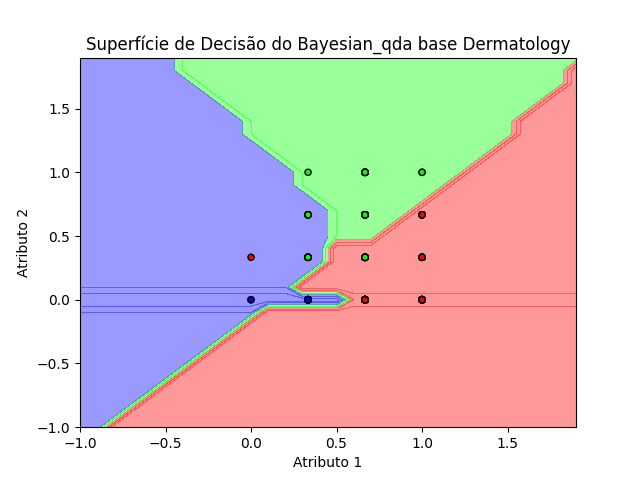 Superfície de Decisão do Bayesian_qda base Dermatology
Atributo 2
1.5
1.0
0.5
0.0
−0.5
−1.0
−1.0 −0.5 0.0 0.5 1.0 1.5
Atributo 1